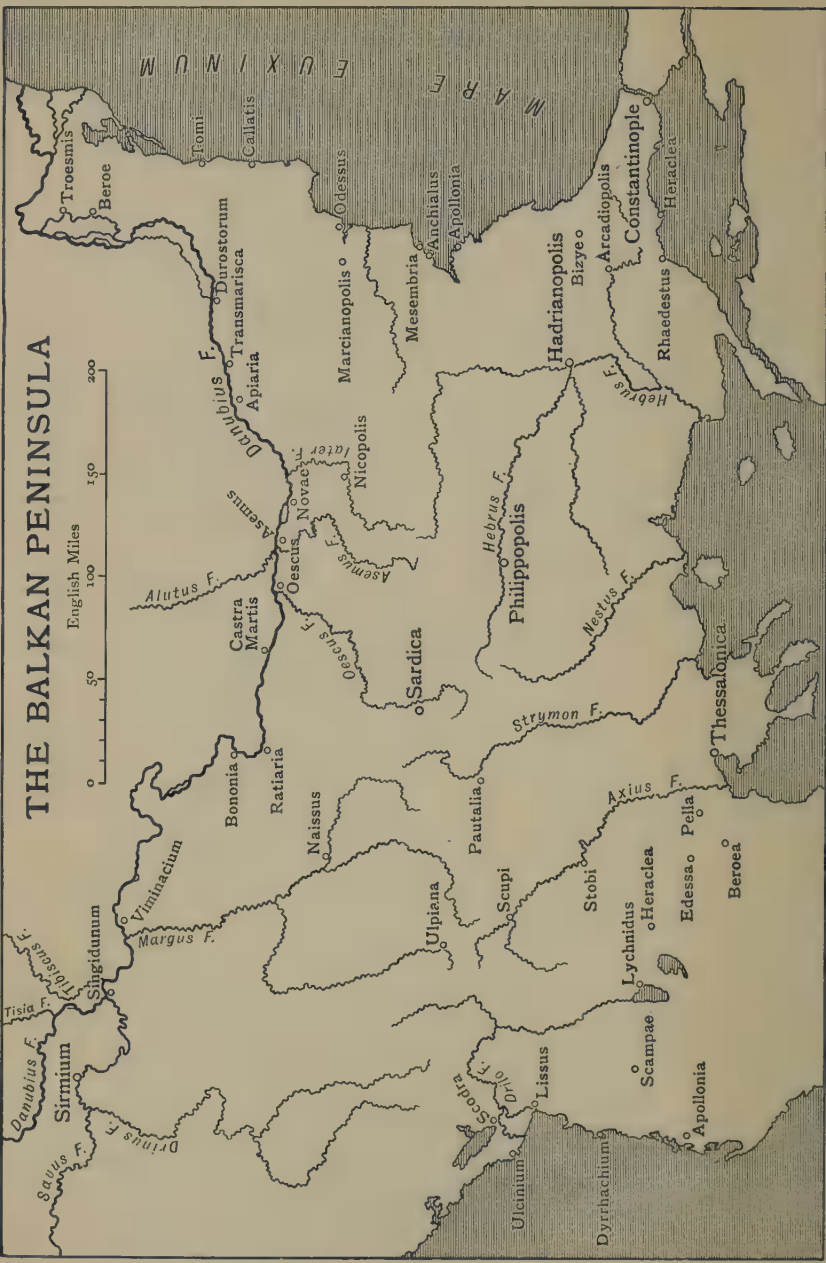 THE BALKAN PENINSULA
English Miles
0 50 100 150 200
MARE EUXINUM
Savus F.
Danubius F.
Tisia F.
Tibiscus F.
Sirmium
Singidunum
Viminacium
Margus F.
Drinus F.
Bononia
Ratiaria
Castra
Martis
Alutus F.
Oescus
Oescus F.
Asemus
Asemus F.
Novae
Iater F.
Nicopolis
Danubius F.
Apiaria
Transmarisca
Durostorum
Troesmis
Beroe
Tomi
Callatis
Odessus
Marcianopolis
Mesembria
Anchialus
Apollonia
Naissus
Ulpiana
Sardica
Pautalia
Scupi
Stobi
Strymon F.
Axius F.
Nestus F.
Philippopolis
Hebrus F.
Hadrianopolis
Hebrus F.
Bizye
Arcadiopolis
Constantinople
Heraclea
Rhaedestus
Thessalonica
Pella
Edessa
Beroea
Heraclea
Lychnidus
Scampae
Scodra
Drilo F.
Lissus
Ulcinium
Dyrrhachium
Apollonia